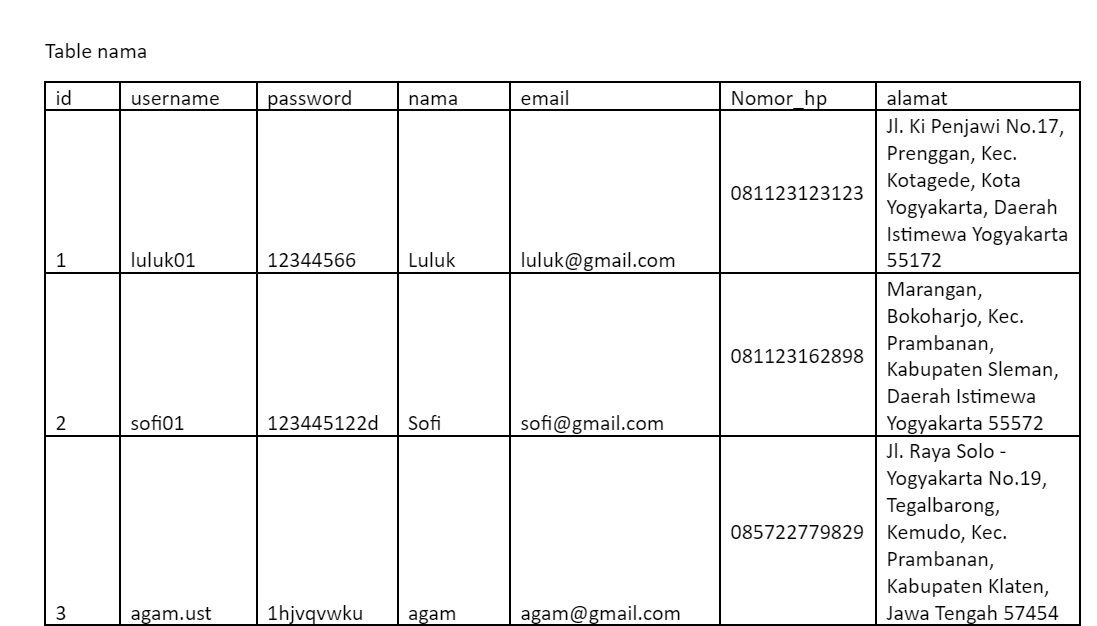 Table nama
id username password nama email Nomor_hp alamat
Jl. Ki Penjawi No.17,
Prenggan, Kec.
Kotagede, Kota
081123123123
Yogyakarta, Daerah
Istimewa Yogyakarta
1 luluk01 12344566 Luluk luluk@gmail.com 55172
Marangan,
Bokoharjo, Kec.
Prambanan,
081123162898
Kabupaten Sleman,
Daerah Istimewa
2 sofi01 123445122d Sofi sofi@gmail.com Yogyakarta 55572
Jl. Raya Solo -
Yogyakarta No.19,
Tegalbarong,
085722779829 Kemudo, Kec.
Prambanan,
Kabupaten Klaten,
3 agam.ust 1hjvqvwku agam agam@gmail.com Jawa Tengah 57454